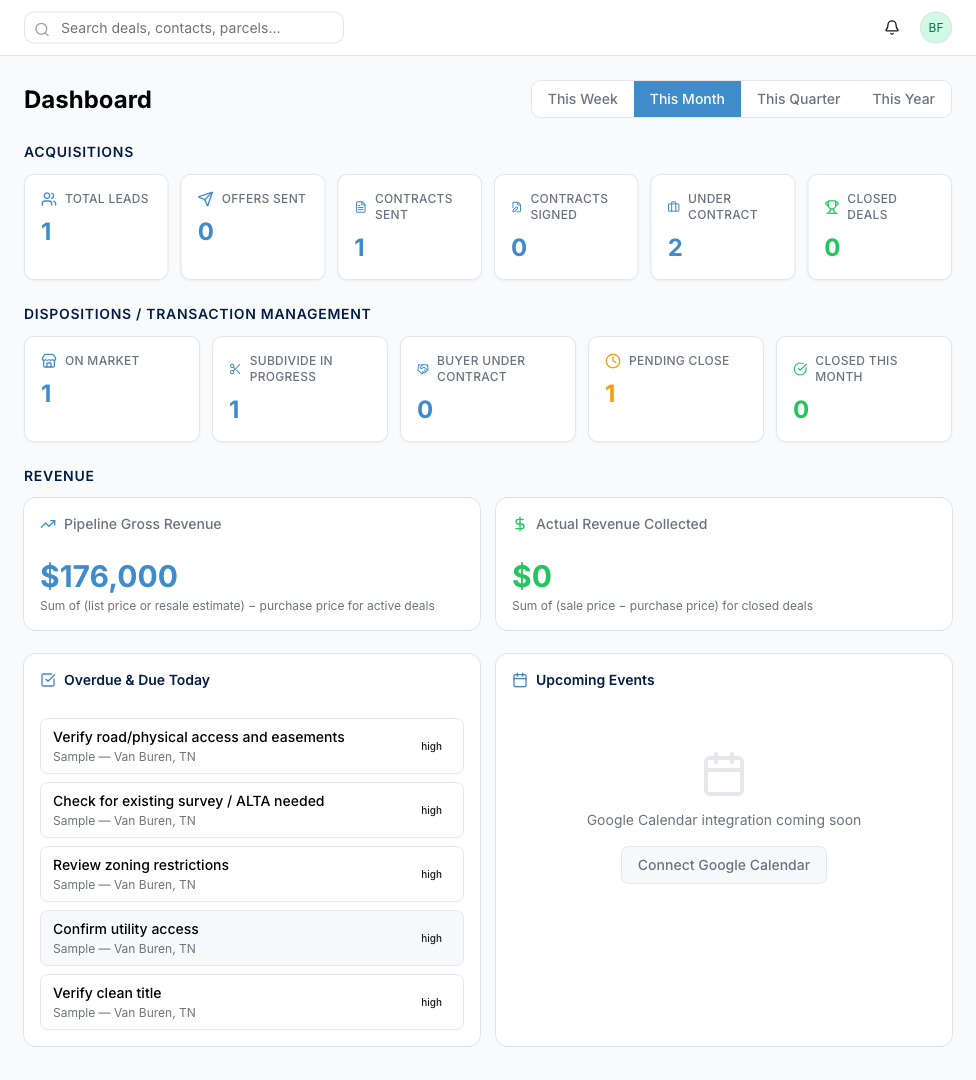 Search deals, contacts, parcels...
BF
Dashboard
This Week
This Month
This Quarter
This Year
ACQUISITIONS
TOTAL LEADS
1
OFFERS SENT
0
CONTRACTS
SENT
1
CONTRACTS
SIGNED
0
UNDER
CONTRACT
2
CLOSED
DEALS
0
DISPOSITIONS / TRANSACTION MANAGEMENT
ON MARKET
1
SUBDIVIDE IN
PROGRESS
1
BUYER UNDER
CONTRACT
0
PENDING CLOSE
1
CLOSED THIS
MONTH
0
REVENUE
Pipeline Gross Revenue
$176,000
Sum of (list price or resale estimate) − purchase price for active deals
Actual Revenue Collected
$0
Sum of (sale price − purchase price) for closed deals
Overdue & Due Today
Verify road/physical access and easements
Sample — Van Buren, TN
high
Check for existing survey / ALTA needed
Sample — Van Buren, TN
high
Review zoning restrictions
Sample — Van Buren, TN
high
Confirm utility access
Sample — Van Buren, TN
high
Verify clean title
Sample — Van Buren, TN
high
Upcoming Events
Google Calendar integration coming soon
Connect Google Calendar